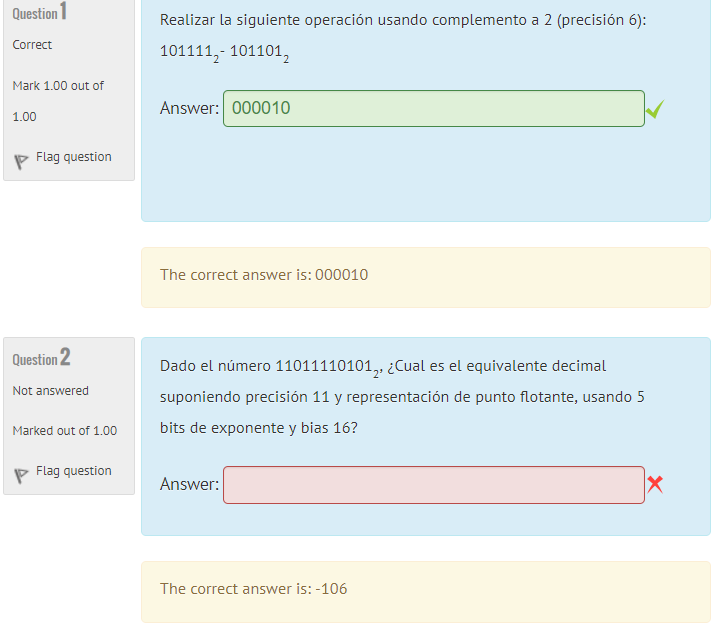 Question 1
Correct
Mark 1.00 out of
1.00
Flag question
Realizar la siguiente operación usando complemento a 2 (precisión 6):
101111₂- 101101₂
Answer: 000010
The correct answer is: 000010
Question 2
Not answered
Marked out of 1.00
Flag question
Dado el número 11011110101₂, ¿Cual es el equivalente decimal
suponiendo precisión 11 y representación de punto flotante, usando 5
bits de exponente y bias 16?
Answer:
The correct answer is: -106